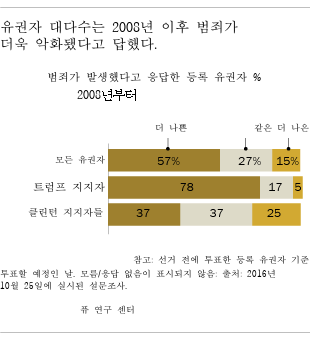 유권자 대다수는 2008년 이후 범죄가
더욱 악화됐다고 답했다.
범죄가 발생했다고 응답한 등록 유권자 %
2008년부터
더 나쁜 같은 더 나은
모든 유권자 57% 27% 15%
트럼프 지지자 78 17 5
클린턴 지지자들 37 37 25
참고: 선거 전에 투표한 등록 유권자 기준
투표할 예정인 날. 모름/응답 없음이 표시되지 않음: 출처: 2016년
10월 25일에 실시된 설문조사.
퓨 연구 센터